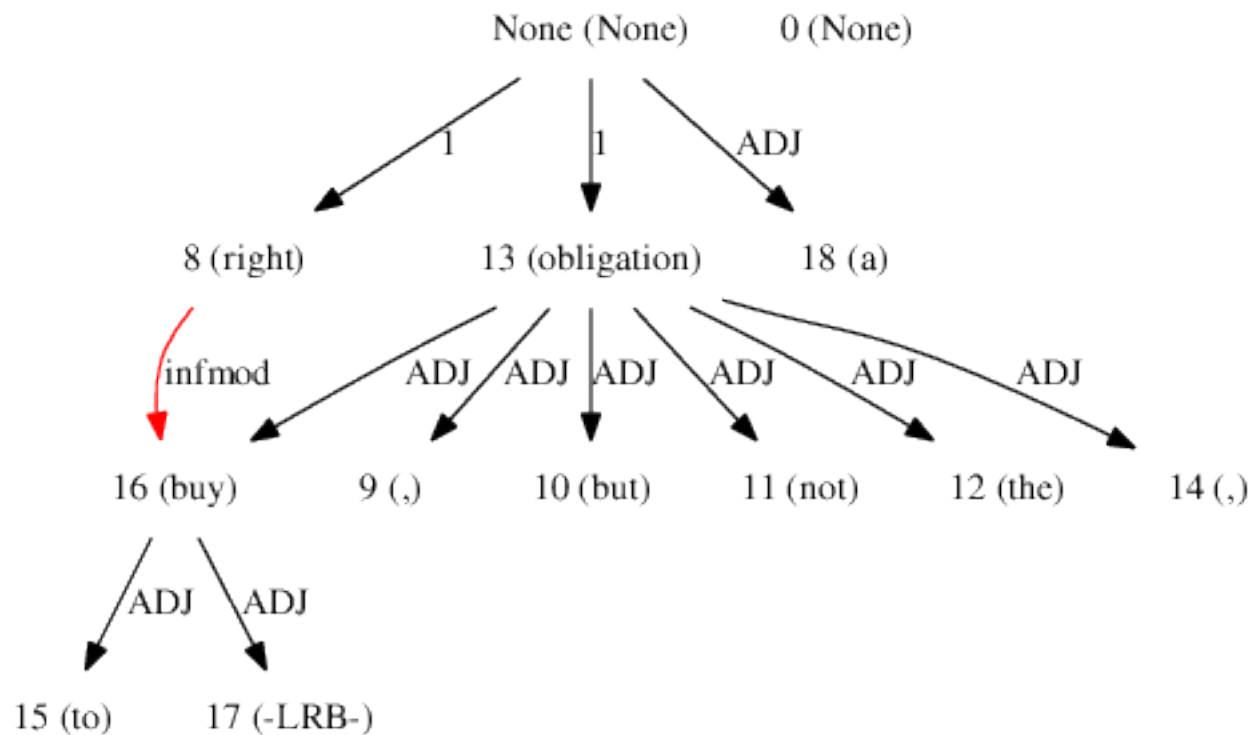 None (None) 0 (None)
1 1 ADJ
8 (right) 13 (obligation) 18 (a)
infmod ADJ ADJ ADJ ADJ ADJ ADJ
16 (buy) 9 (,) 10 (but) 11 (not) 12 (the) 14 (,)
ADJ ADJ
15 (to) 17 (-LRB-)